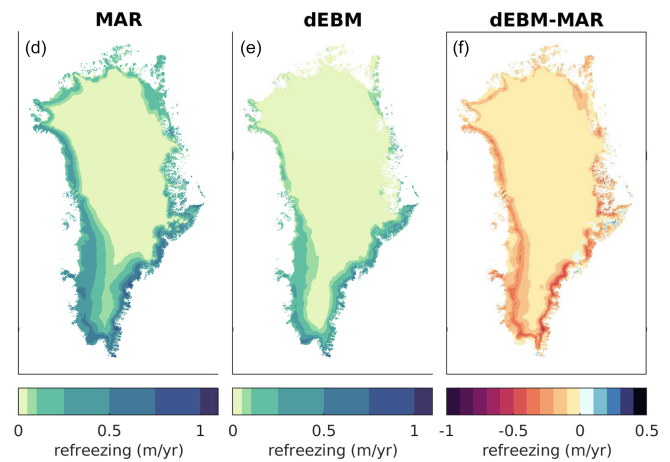 MAR dEBM dEBM-MAR
(d) (e) (f)
0 0.5 1 0 0.5 1 -1 -0.5 0 0.5
refreezing (m/yr) refreezing (m/yr) refreezing (m/yr)